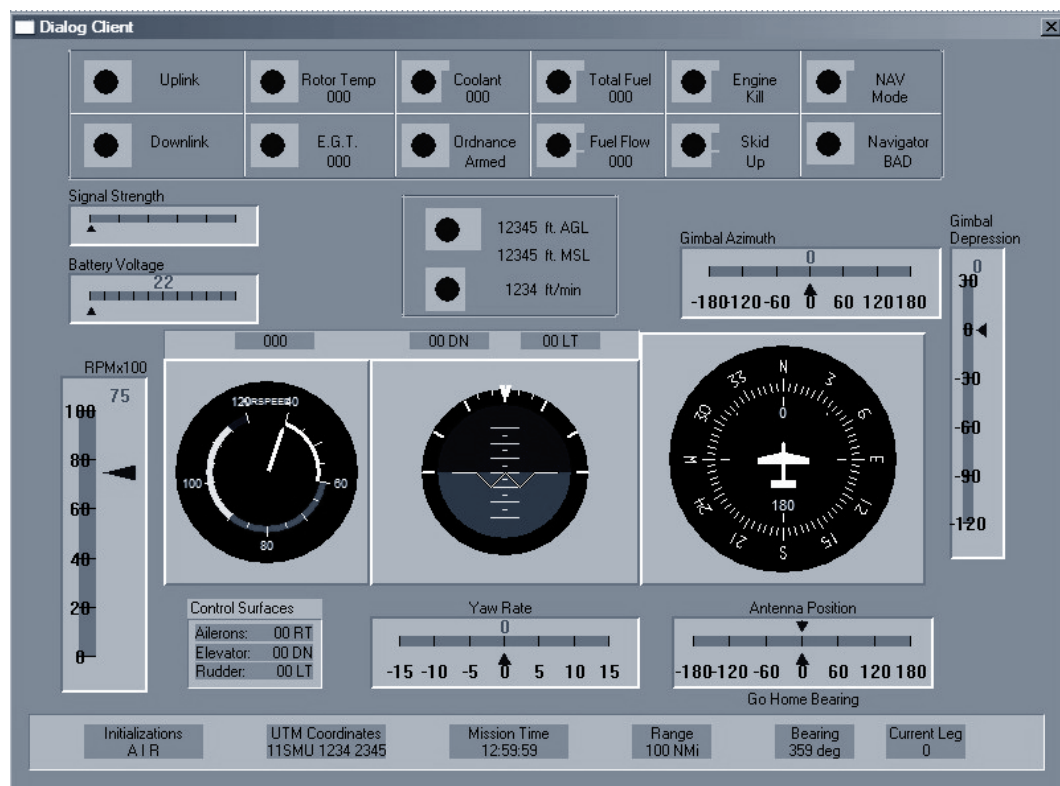 Dialog Client
Uplink
Rotor Temp
000
Coolant
000
Total Fuel
000
Engine
Kill
NAV
Mode
Downlink
E.G.T.
000
Ordnance
Armed
Fuel Flow
000
Skid
Up
Navigator
BAD
Signal Strength
Battery Voltage
22
12345 ft. AGL
12345 ft. MSL
1234 ft/min
Gimbal Azimuth
0
-180 120 -60 0 60 120 180
Gimbal
Depression
0
30
0
-30
-60
-90
-120
RPMx100
75
100
80
60
40
20
0
000
00 DN
00 LT
120 RSPEED 40
60
80
100
N
3
6
E
12
15
S
21
24
W
30
33
0
180
Control Surfaces
Ailerons: 00 RT
Elevator: 00 DN
Rudder: 00 LT
Yaw Rate
0
-15 -10 -5 0 5 10 15
Antenna Position
-180 -120 -60 0 60 120 180
Go Home Bearing
Initializations
A I R
UTM Coordinates
11SMU 1234 2345
Mission Time
12:59:59
Range
100 NMi
Bearing
359 deg
Current Leg
0